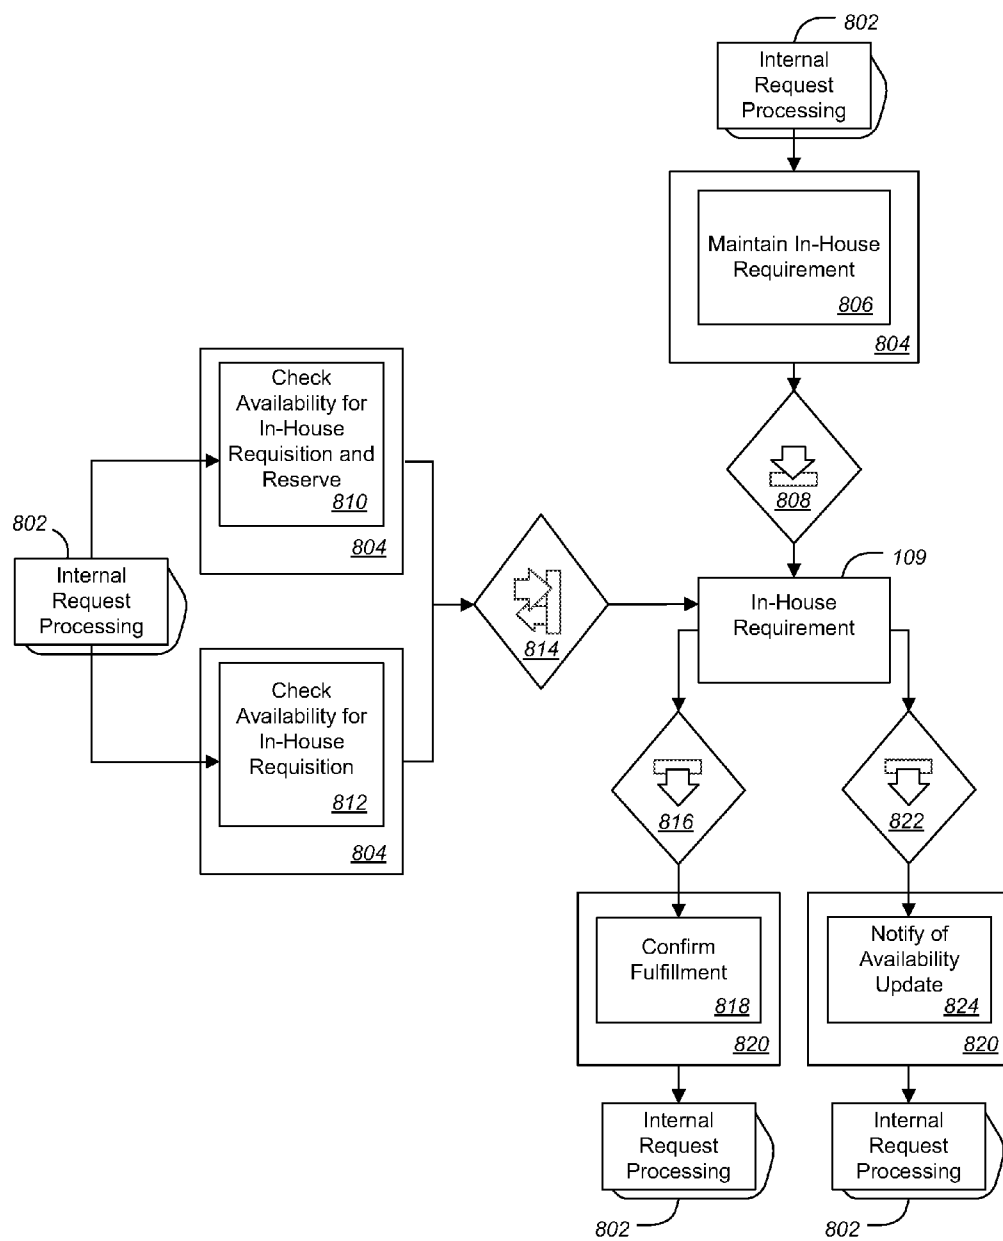 802
Internal
Request
Processing
Maintain In-House
Requirement
806
804
808
Check
Availability for
In-House
Requisition and
Reserve
810
804
802
Internal
Request
Processing
Check
Availability for
In-House
Requisition
812
804
814
109
In-House
Requirement
816
822
Confirm
Fulfillment
818
820
Notify of
Availability
Update
824
820
Internal
Request
Processing
802
Internal
Request
Processing
802